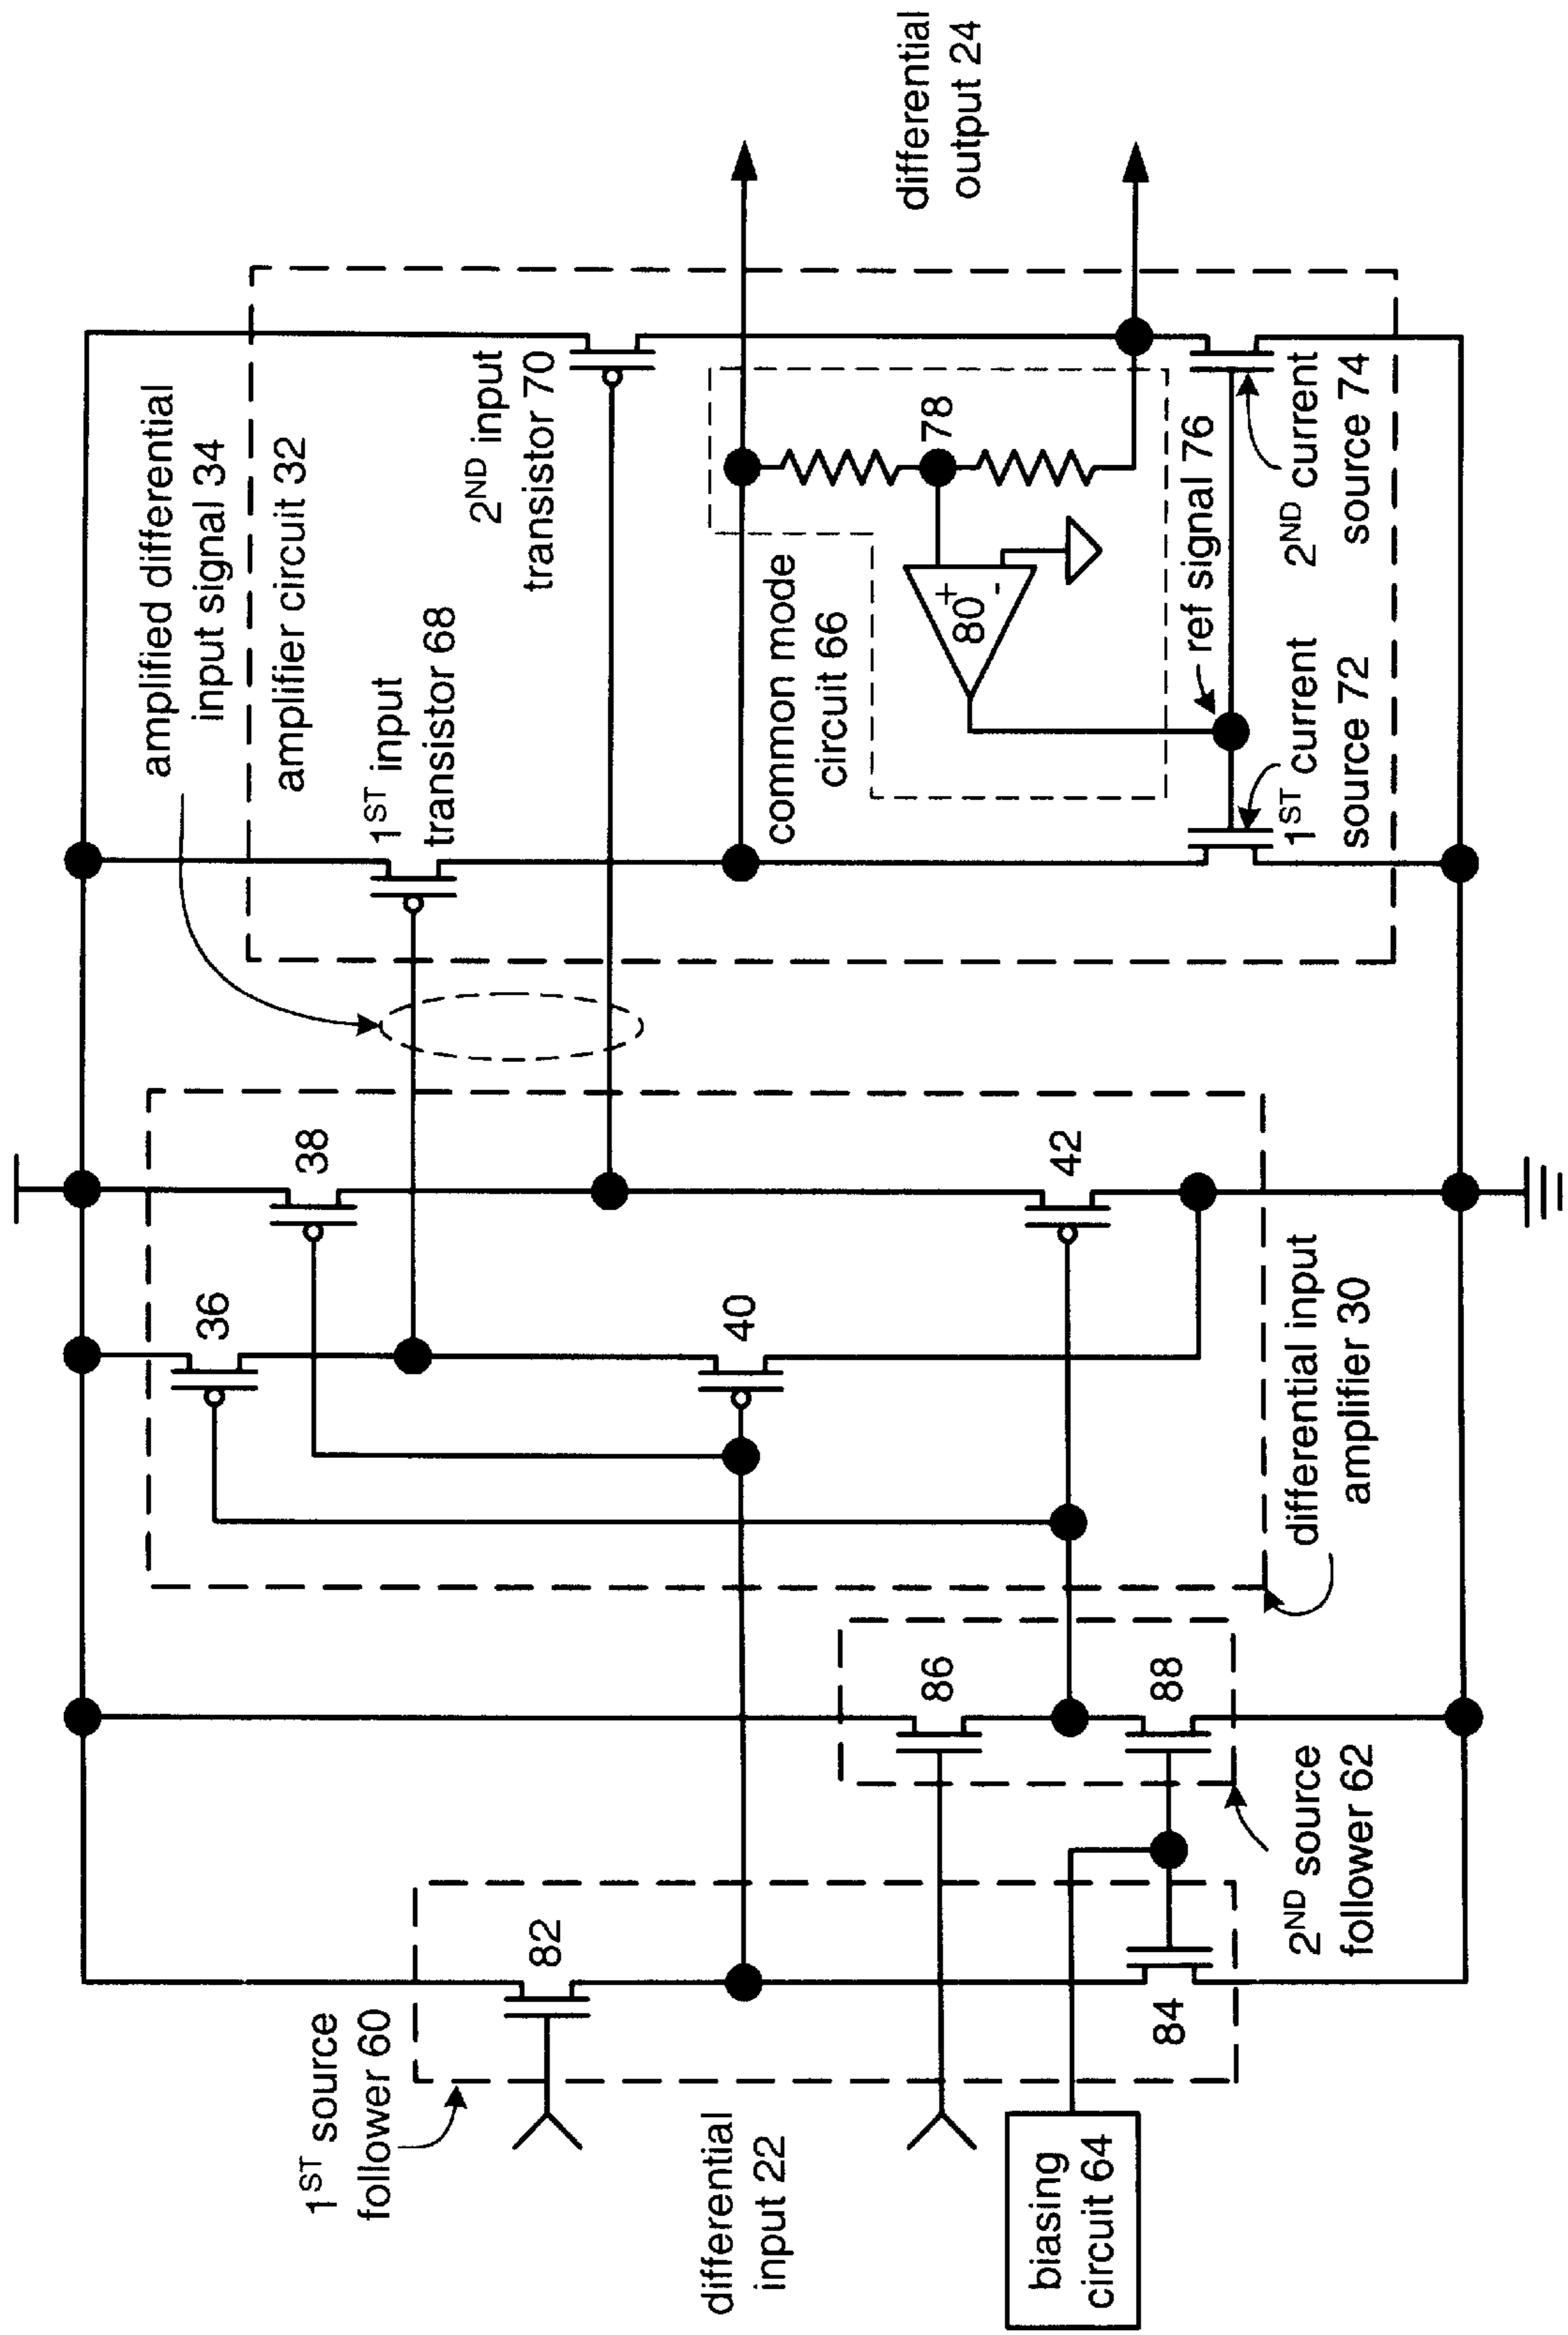 1ST source
follower 60
82
84
differential
input 22
biasing
circuit 64
86
88
2ND source
follower 62
36
38
40
42
differential input
amplifier 30
amplified differential
input signal 34
amplifier circuit 32
1ST input
transistor 68
2ND input
transistor 70
common mode
circuit 66
78
80
+
-
ref signal 76
1ST current
source 72
2ND current
source 74
differential
output 24